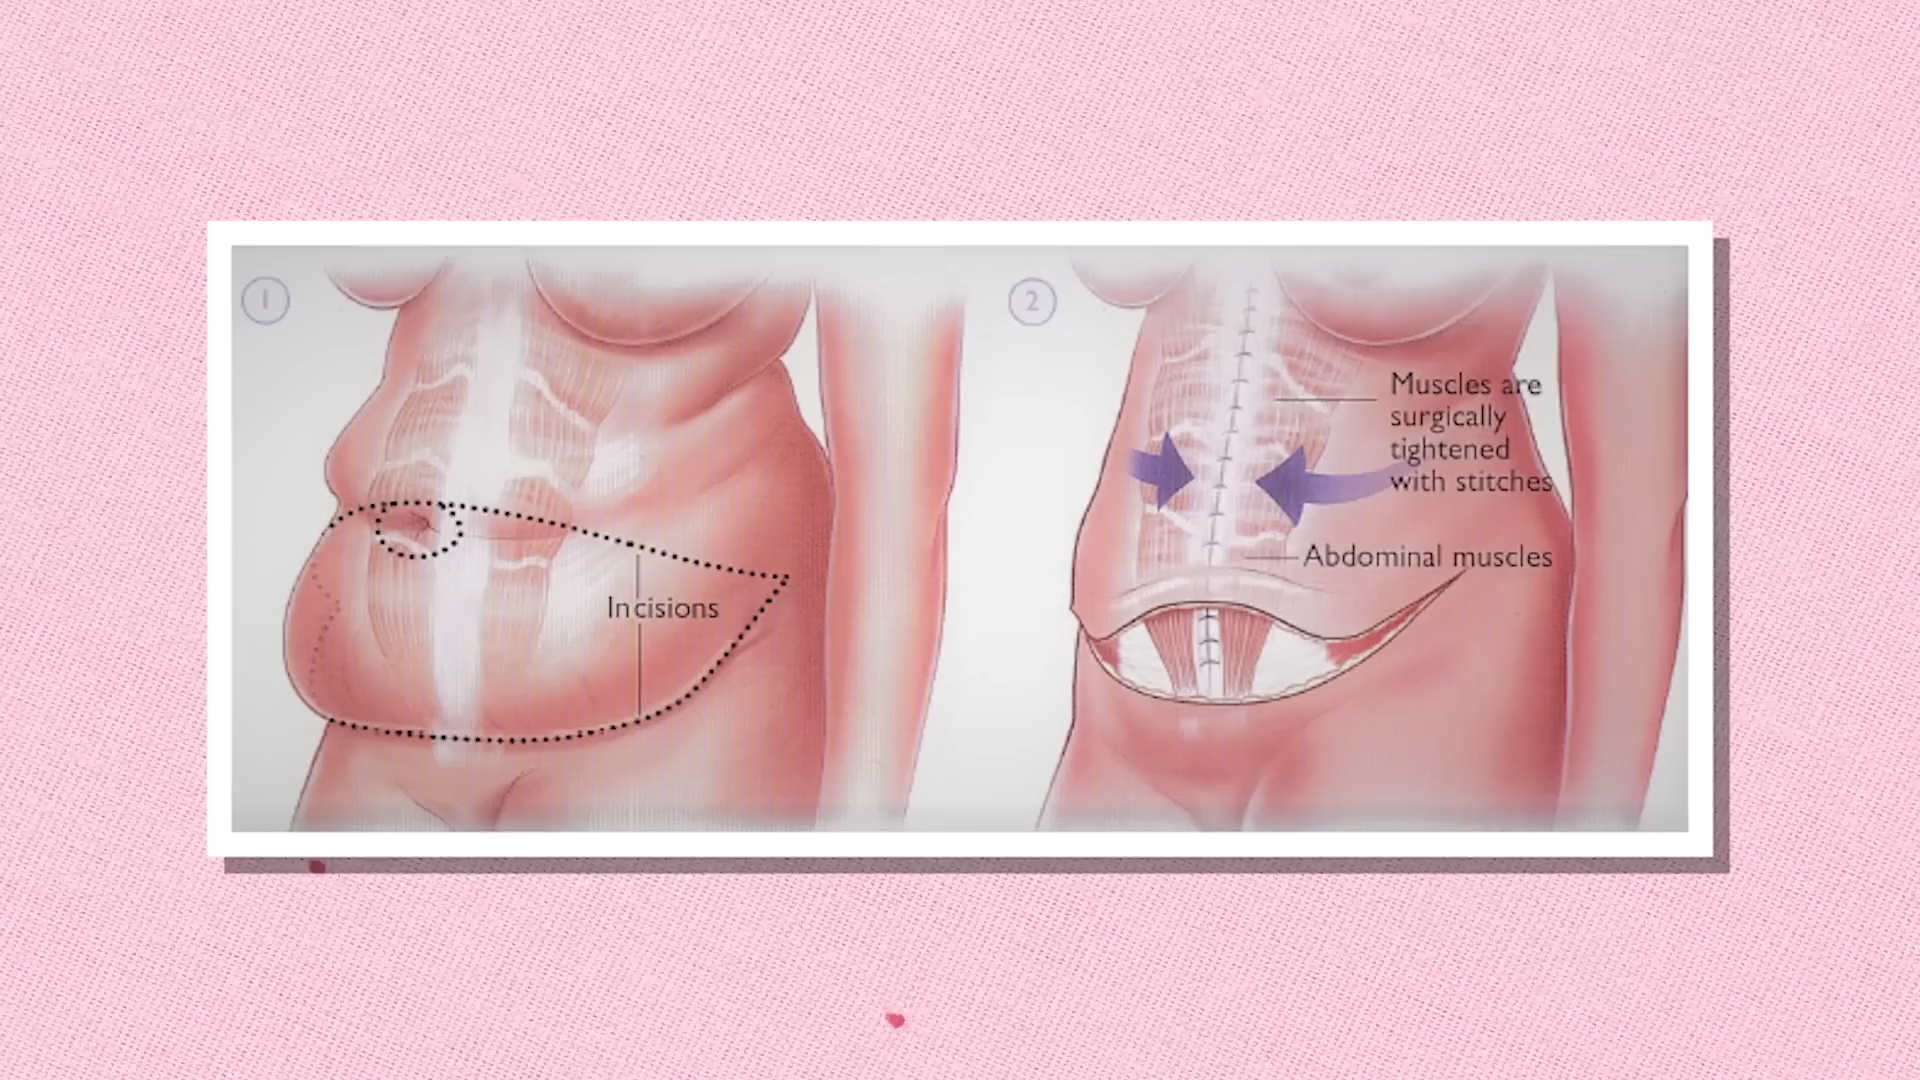 1
2
Incisions
Muscles are
surgically
tightened
with stitches
Abdominal muscles